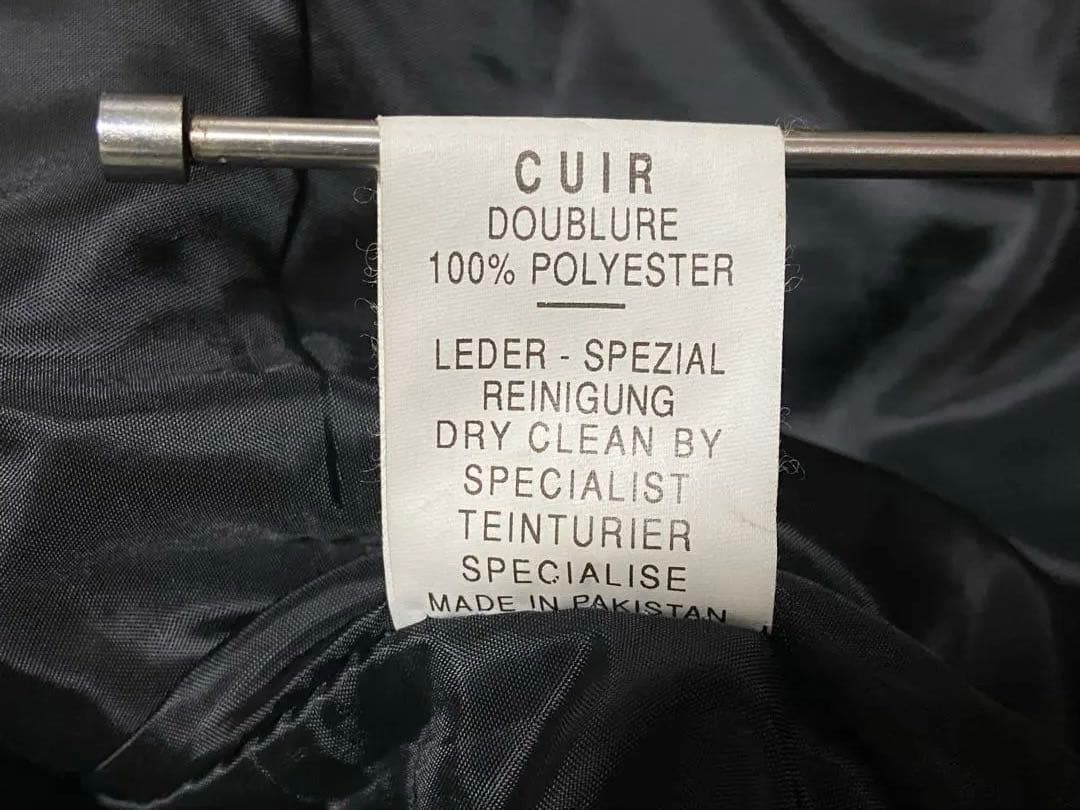 CUIR
DOUBLURE
100% POLYESTER
LEDER - SPEZIAL
REINIGUNG
DRY CLEAN BY
SPECIALIST
TEINTURIER
SPECIALISE
MADE IN PAKISTAN